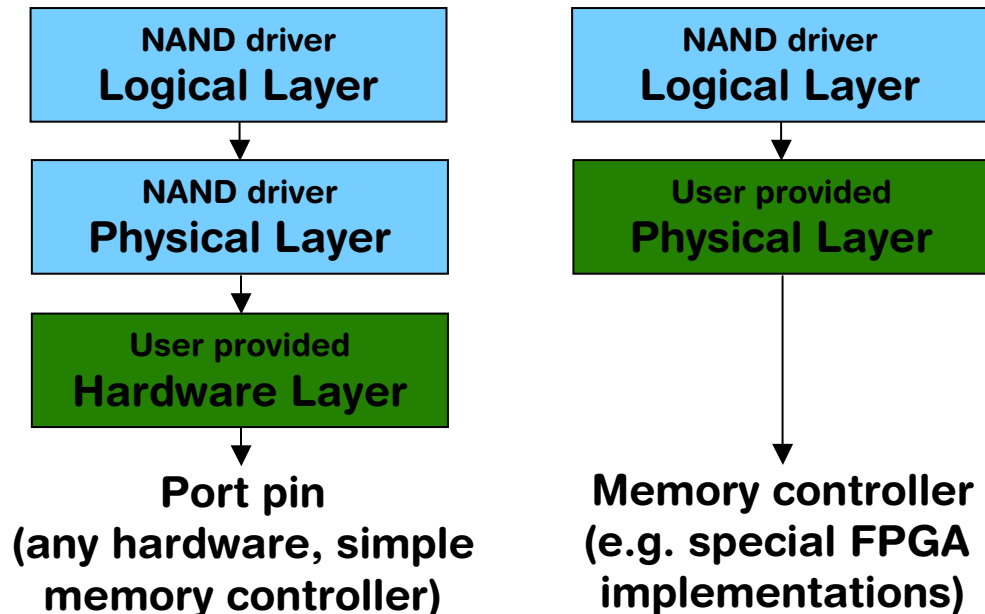 NAND driver
Logical Layer
NAND driver
Physical Layer
User provided
Hardware Layer
Port pin
(any hardware, simple
memory controller)
NAND driver
Logical Layer
User provided
Physical Layer
Memory controller
(e.g. special FPGA
implementations)